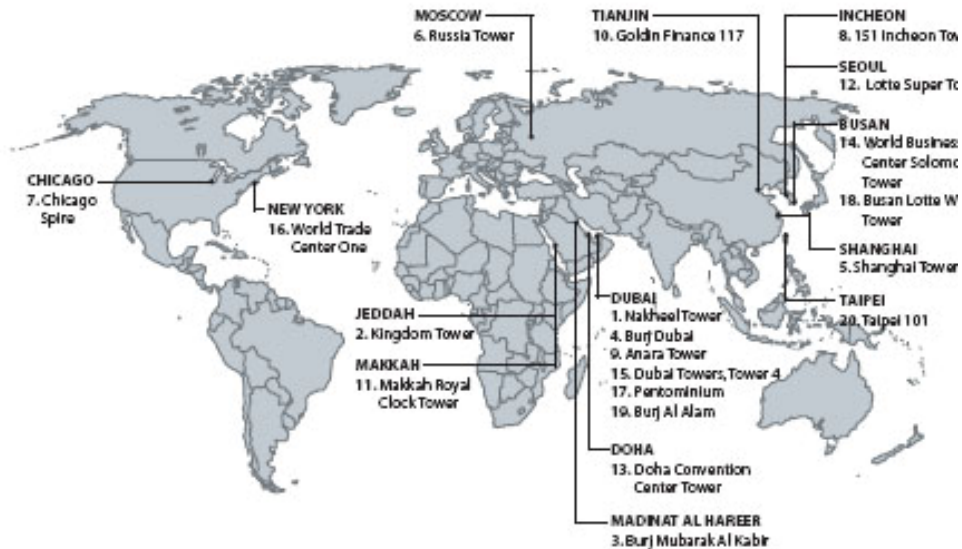 MOSCOW
6. Russia Tower
TIANJIN
10. Goldin Finance 117
INCHEON
8. 151 Incheon
SEOUL
12. Lotte Super
BUSAN
14. World Business
Center
Tower
18. Busan Lotte
Tower
SHANGHAI
5. Shanghai Tower
TAIPEI
20. Taipei 101
CHICAGO
7. Chicago
Spire
NEW YORK
16. World Trade
Center One
JEDDAH
2. Kingdom Tower
MAKKAH
11. Makkah Royal
Clock Tower
DUBAI
1. Nakheel Tower
4. Burj Dubai
9. Anara Tower
15. Dubai Towers, Tower 4
17. Pentominium
19. Burj Al Alam
DOHA
13. Doha Convention
Center Tower
MADINAT AL HAREER
3. Burj Mubarak Al Kabir